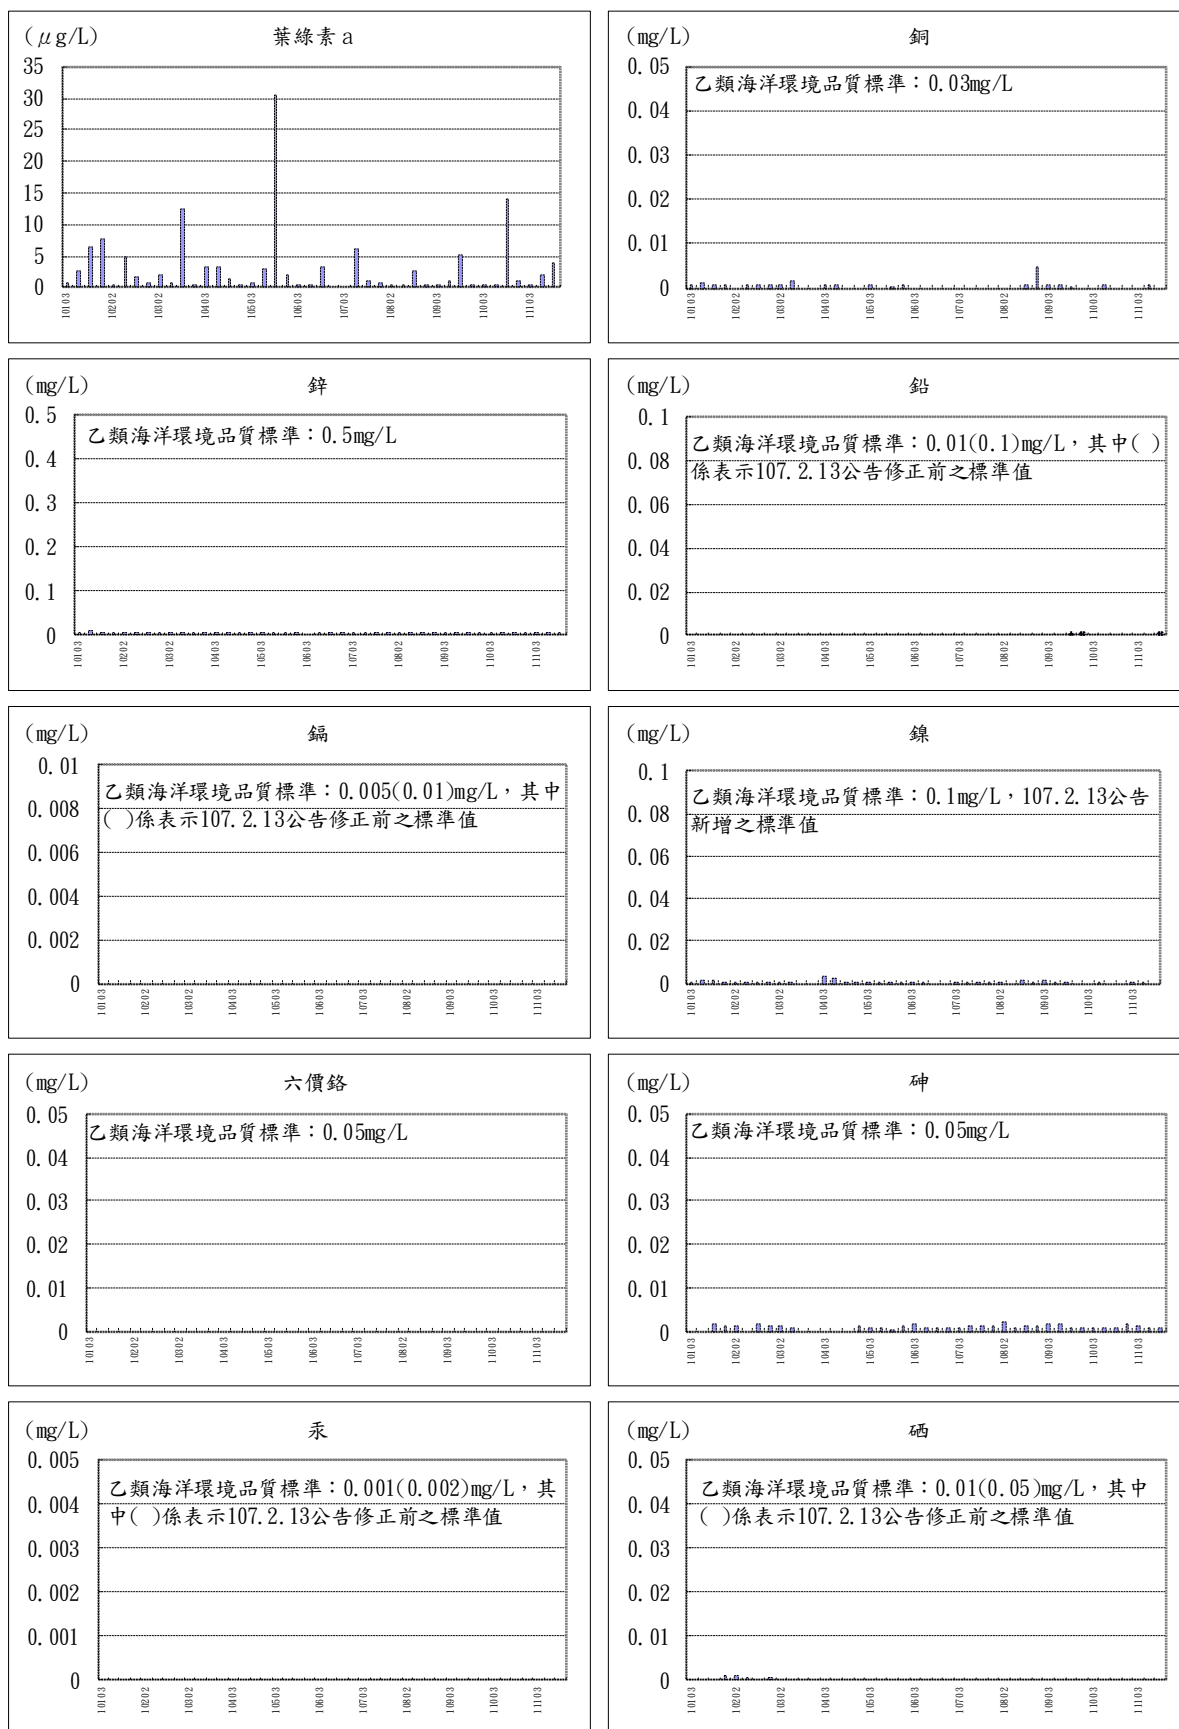 (μg/L) 葉綠素a
35
30
25
20
15
10
5
0
10103 10202 10302 10403 10503 10603 10703 10802 10903 11003 11103
(mg/L) 銅
0.05
乙類海洋環境品質標準：0.03mg/L
0.04
0.03
0.02
0.01
0
10103 10202 10302 10403 10503 10603 10703 10802 10903 11003 11103
(mg/L) 鋅
0.5
乙類海洋環境品質標準：0.5mg/L
0.4
0.3
0.2
0.1
0
10103 10202 10302 10403 10503 10603 10703 10802 10903 11003 11103
(mg/L) 鉛
0.1
乙類海洋環境品質標準：0.01(0.1)mg/L，其中( )
係表示107.2.13公告修正前之標準值
0.08
0.06
0.04
0.02
0
10103 10202 10302 10403 10503 10603 10703 10802 10903 11003 11103
(mg/L) 鎘
0.01
乙類海洋環境品質標準：0.005(0.01)mg/L，其中
( )係表示107.2.13公告修正前之標準值
0.008
0.006
0.004
0.002
0
10103 10202 10302 10403 10503 10603 10703 10802 10903 11003 11103
(mg/L) 鎳
0.1
乙類海洋環境品質標準：0.1mg/L，107.2.13公告
新增之標準值
0.08
0.06
0.04
0.02
0
10103 10202 10302 10403 10503 10603 10703 10802 10903 11003 11103
(mg/L) 六價鉻
0.05
乙類海洋環境品質標準：0.05mg/L
0.04
0.03
0.02
0.01
0
10103 10202 10302 10403 10503 10603 10703 10802 10903 11003 11103
(mg/L) 砷
0.05
乙類海洋環境品質標準：0.05mg/L
0.04
0.03
0.02
0.01
0
10103 10202 10302 10403 10503 10603 10703 10802 10903 11003 11103
(mg/L) 汞
0.005
乙類海洋環境品質標準：0.001(0.002)mg/L，其
中( )係表示107.2.13公告修正前之標準值
0.004
0.003
0.002
0.001
0
10103 10202 10302 10403 10503 10603 10703 10802 10903 11003 11103
(mg/L) 硒
0.05
乙類海洋環境品質標準：0.01(0.05)mg/L，其中
( )係表示107.2.13公告修正前之標準值
0.04
0.03
0.02
0.01
0
10103 10202 10302 10403 10503 10603 10703 10802 10903 11003 11103